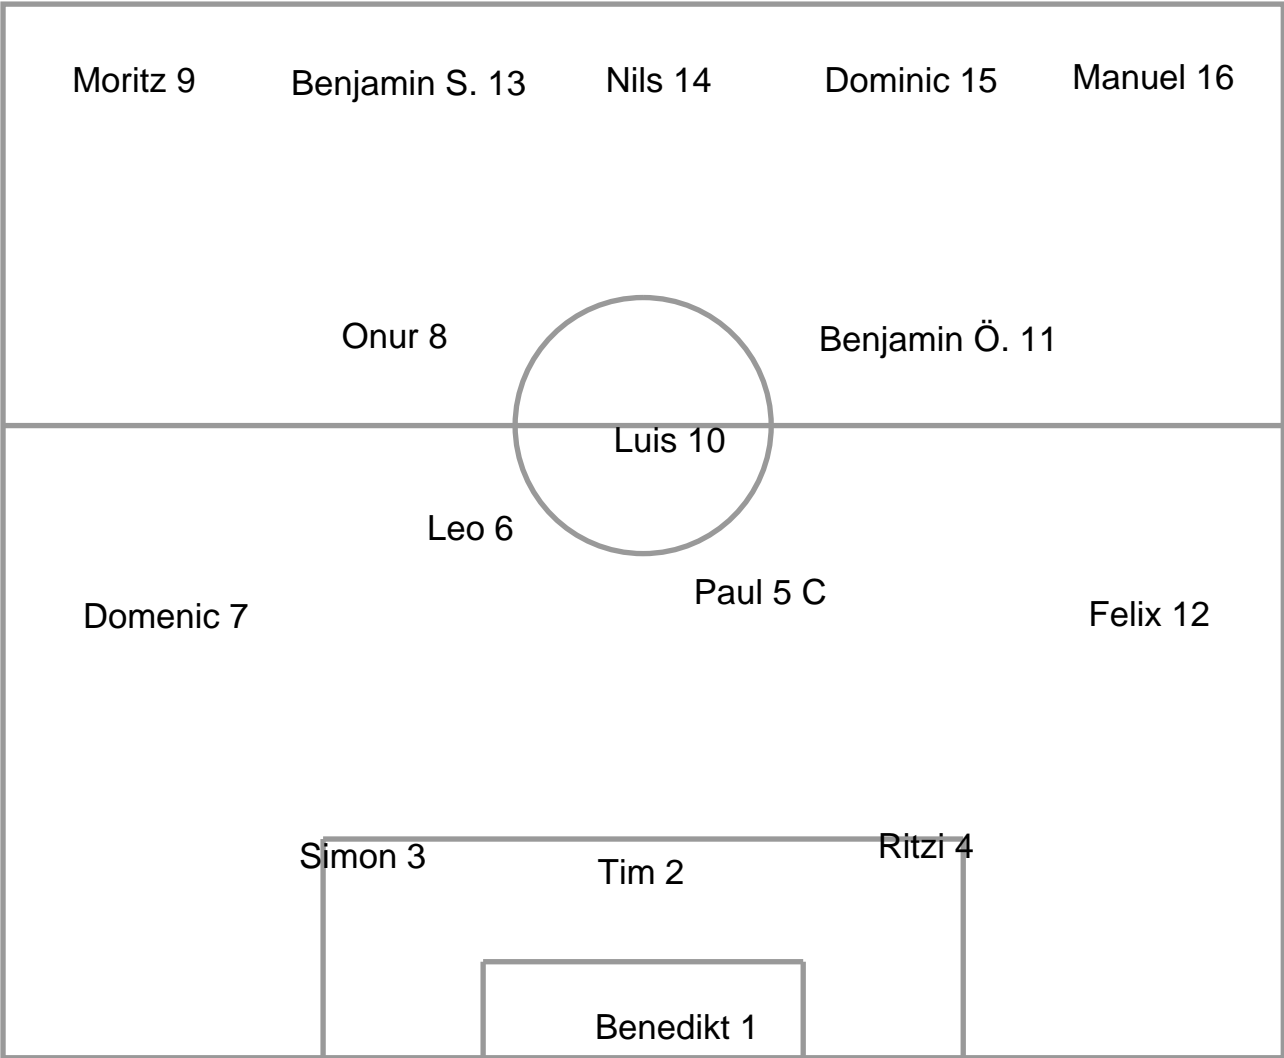 Moritz 9
Benjamin S. 13
Nils 14
Dominic 15
Manuel 16
Onur 8
Benjamin Ö. 11
Luis 10
Leo 6
Paul 5 C
Domenic 7
Felix 12
Simon 3
Tim 2
Ritzi 4
Benedikt 1